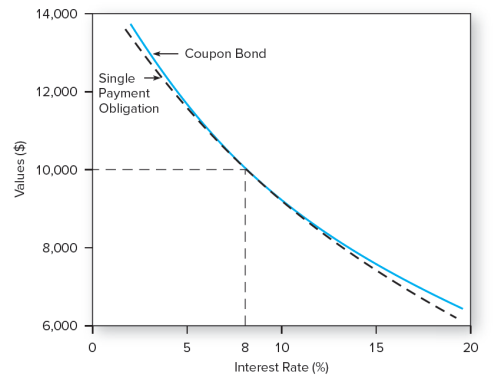 14,000
12,000
10,000
8,000
6,000
Values ($)
Coupon Bond
Single
Payment
Obligation
0
5
8
10
15
20
Interest Rate (%)